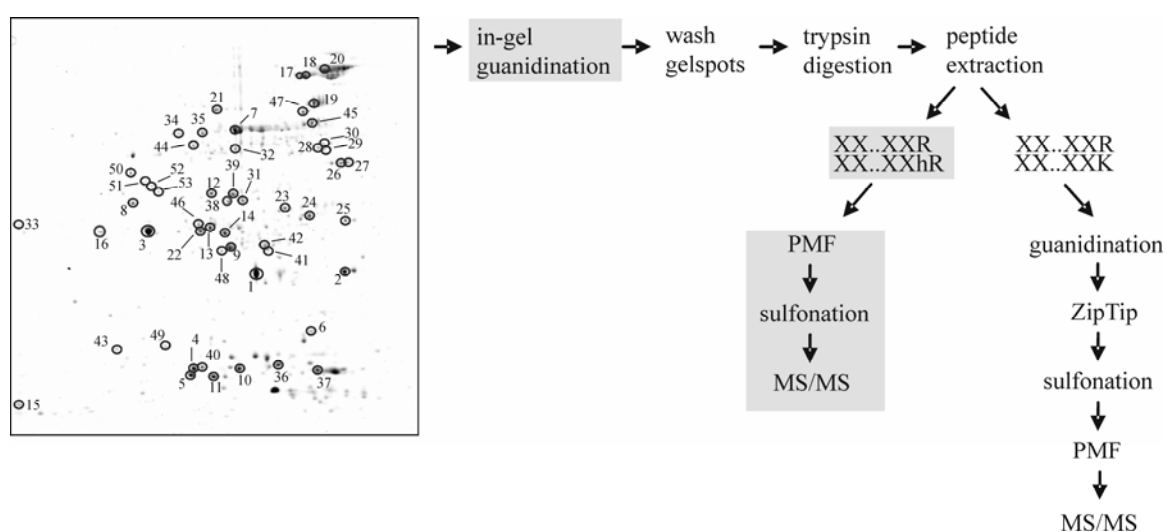 17
18
20
47
19
21
7
45
34
35
30
29
44
28
32
26
27
50
52
39
31
51
53
12
8
38
23
24
25
46
14
33
16
3
22
13
9
42
41
48
1
2
6
43
49
4
40
5
11
10
36
37
15
in-gel
guanidination
wash
gelspots
trypsin
digestion
peptide
extraction
XX..XXR
XX..XXhR
XX..XXR
XX..XXK
PMF
sulfonation
MS/MS
guanidination
ZipTip
sulfonation
PMF
MS/MS